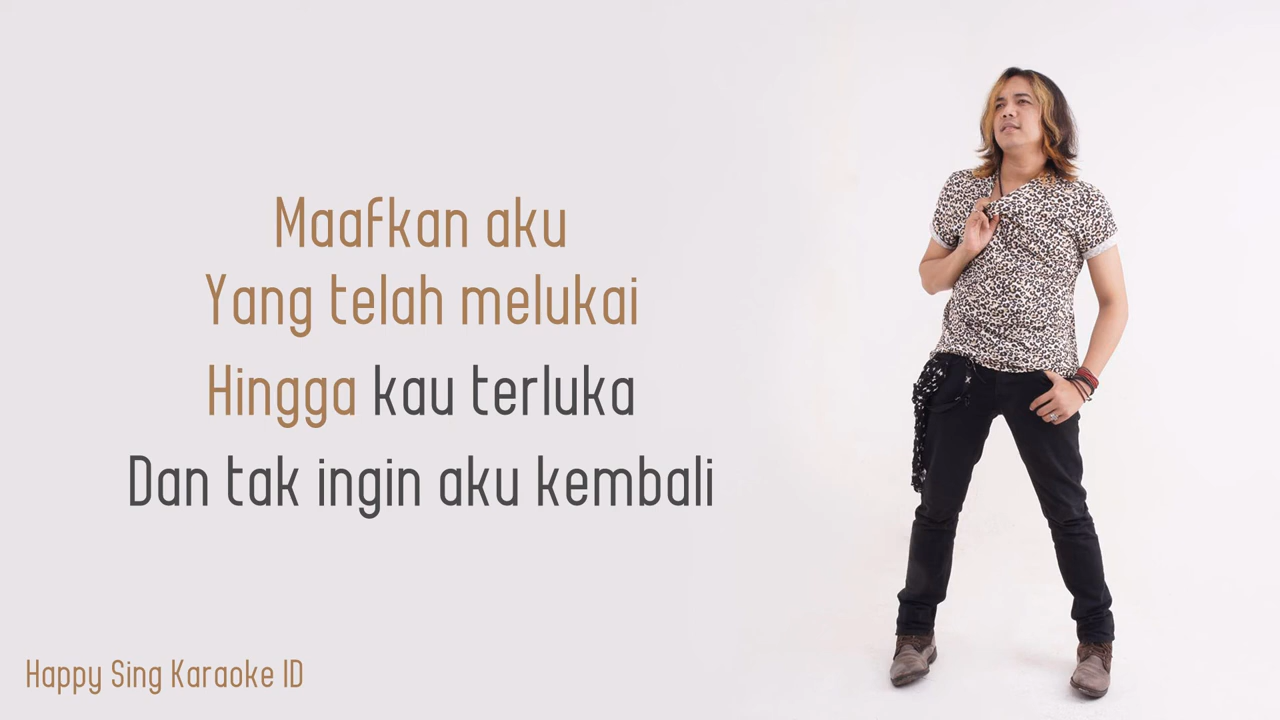 Maafkan aku
Yang telah melukai
Hingga kau terluka
Dan tak ingin aku kembali
Happy Sing Karaoke ID